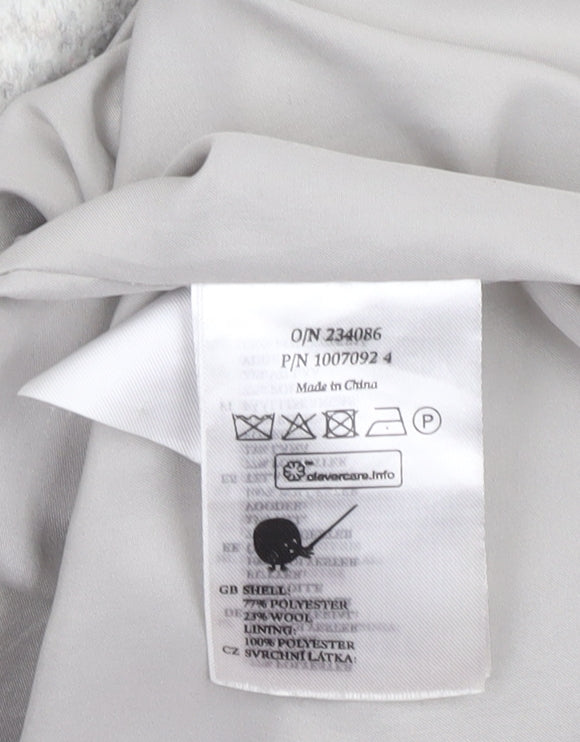 O/N 234086
P/N 1007092 4
Made in China
P
clevercare.info
GB SHELL:
77% POLYESTER
23% WOOL
LINING:
100% POLYESTER
CZ SVRCHNÍ LÁTKA: